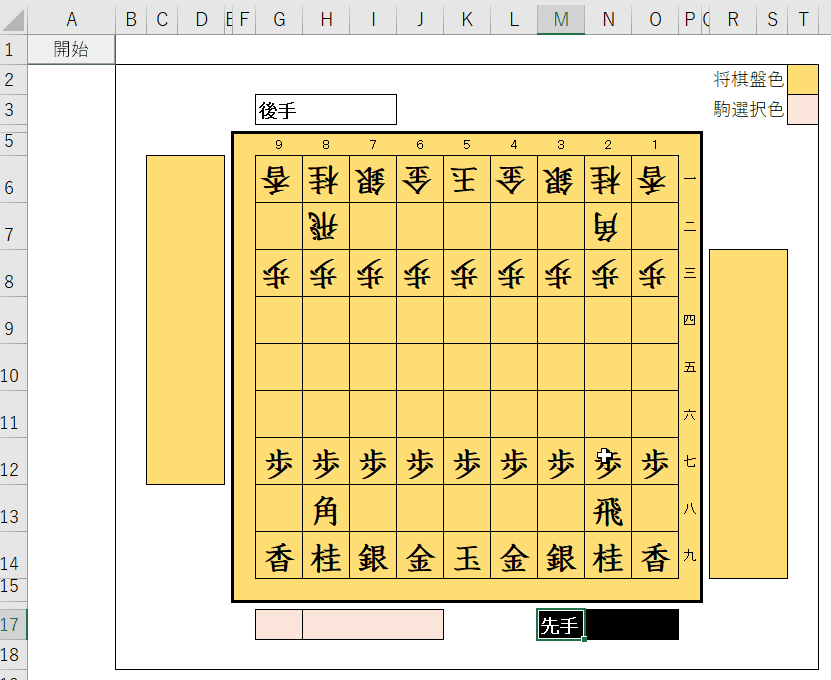 A B C D E F G H I J K L M N O P Q R S T
1 開始
2 将棋盤色
3 後手 駒選択色
5 9 8 7 6 5 4 3 2 1
6 香 桂 銀 金 王 金 銀 桂 香 一
7 飛 角 二
8 歩 歩 歩 歩 歩 歩 歩 歩 歩 三
9 四
10 五
11 六
12 歩 歩 歩 歩 歩 歩 歩 歩 歩 七
13 角 飛 八
14 香 桂 銀 金 玉 金 銀 桂 香 九
15
17 先手
18